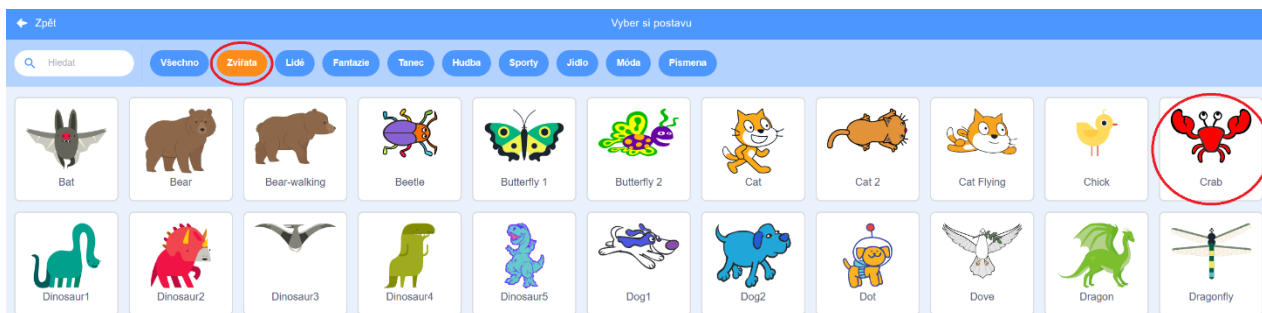 Zpět
Vyber si postavu
Hledat
Všechno Zvířata Lidé Fantazie Tanec Hudba Sporty Jídlo Móda Písmena
Bat Bear Bear-walking Beetle Butterfly 1 Butterfly 2 Cat Cat 2 Cat Flying Chick Crab
Dinosaur1 Dinosaur2 Dinosaur3 Dinosaur4 Dinosaur5 Dog1 Dog2 Dot Dove Dragon Dragonfly